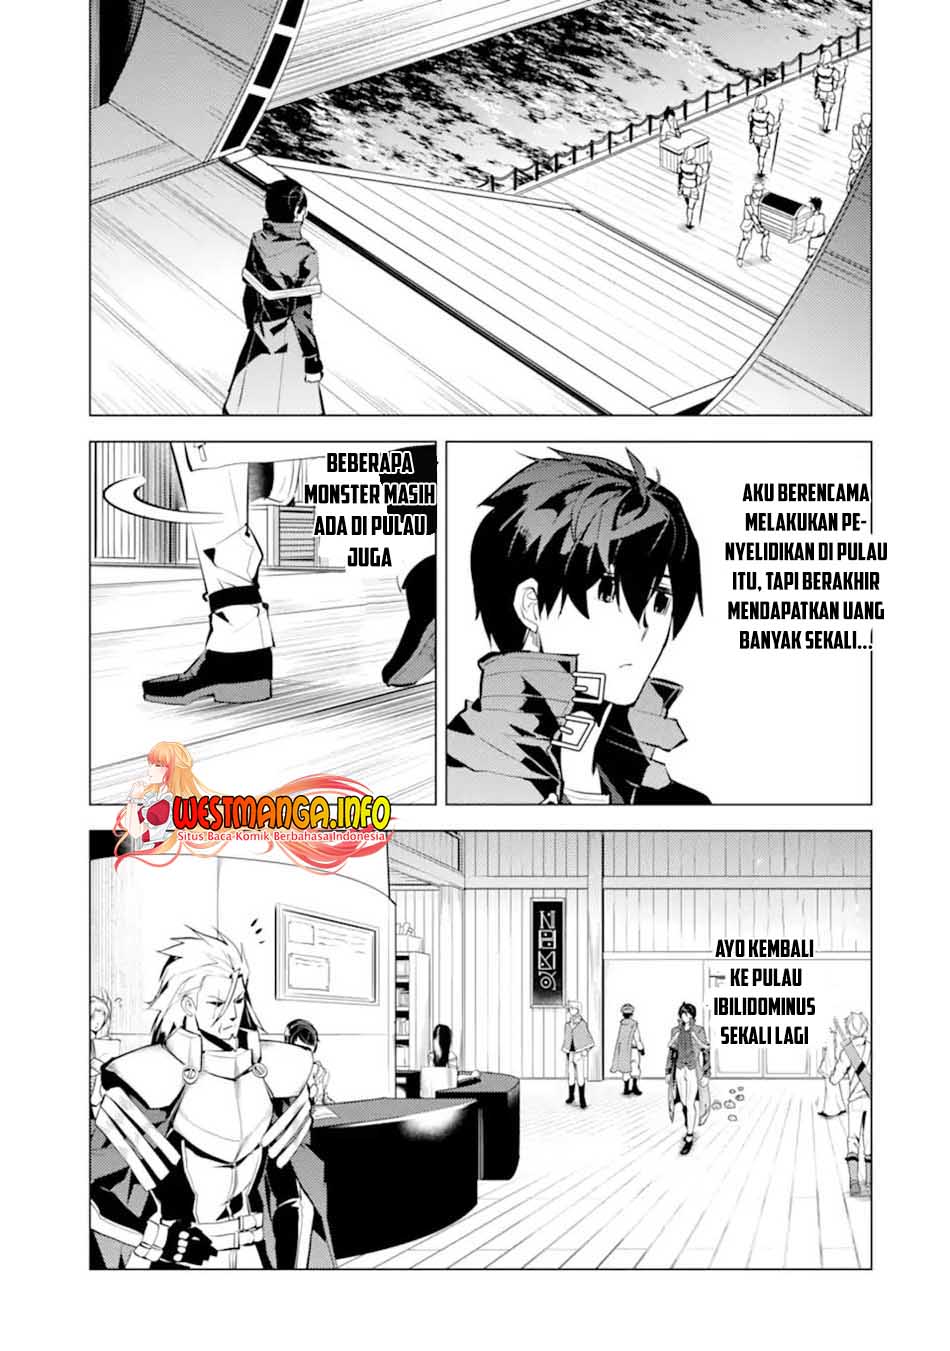 AKU BERENCAMA
MELAKUKAN PE-
NYELIDIKAN DI PULAU
ITU, TAPI BERAKHIR
MENDAPATKAN UANG
BANYAK SEKALI...
BEBERAPA
MONSTER MASIH
ADA DI PULAU
JUGA
WESTMANGA.INFO
Situs Baca Komik Berbahasa Indonesia
AYO KEMBALI
KE PULAU
IBILIDOMINUS
SEKALI LAGI